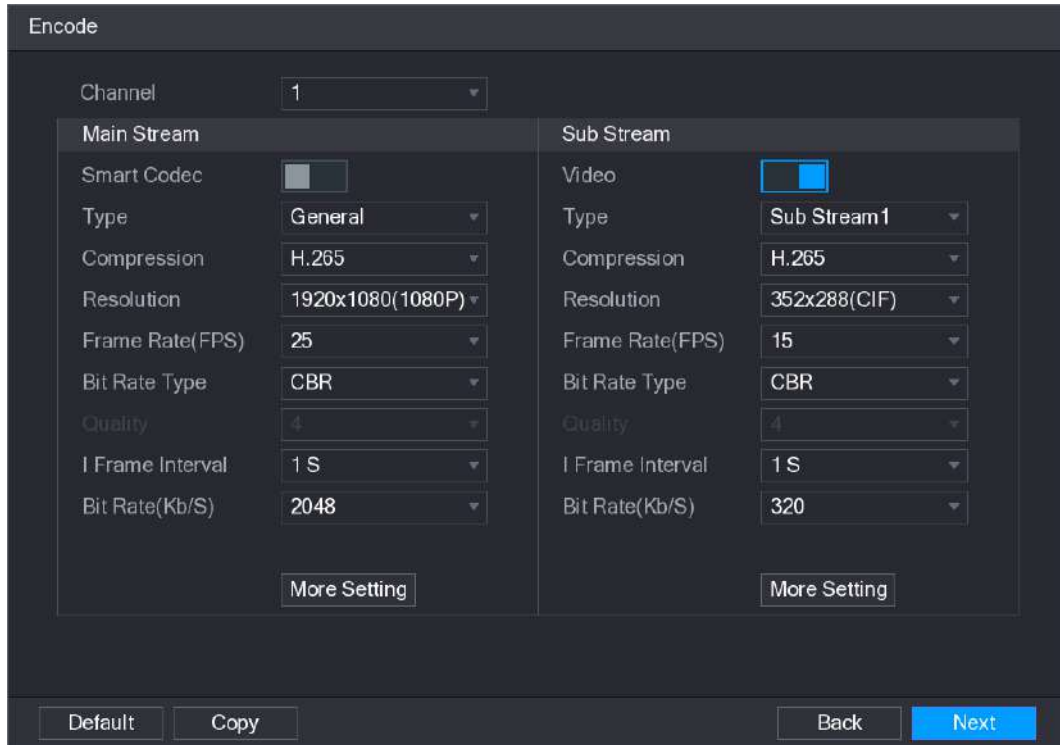 Encode
Channel 1
Main Stream Sub Stream
Smart Codec Video
Type General Type Sub Stream1
Compression H.265 Compression H.265
Resolution 1920x1080(1080P) Resolution 352x288(CIF)
Frame Rate(FPS) 25 Frame Rate(FPS) 15
Bit Rate Type CBR Bit Rate Type CBR
Quality 4 Quality 4
I Frame Interval 1 S I Frame Interval 1 S
Bit Rate(Kb/S) 2048 Bit Rate(Kb/S) 320
More Setting More Setting
Default Copy Back Next